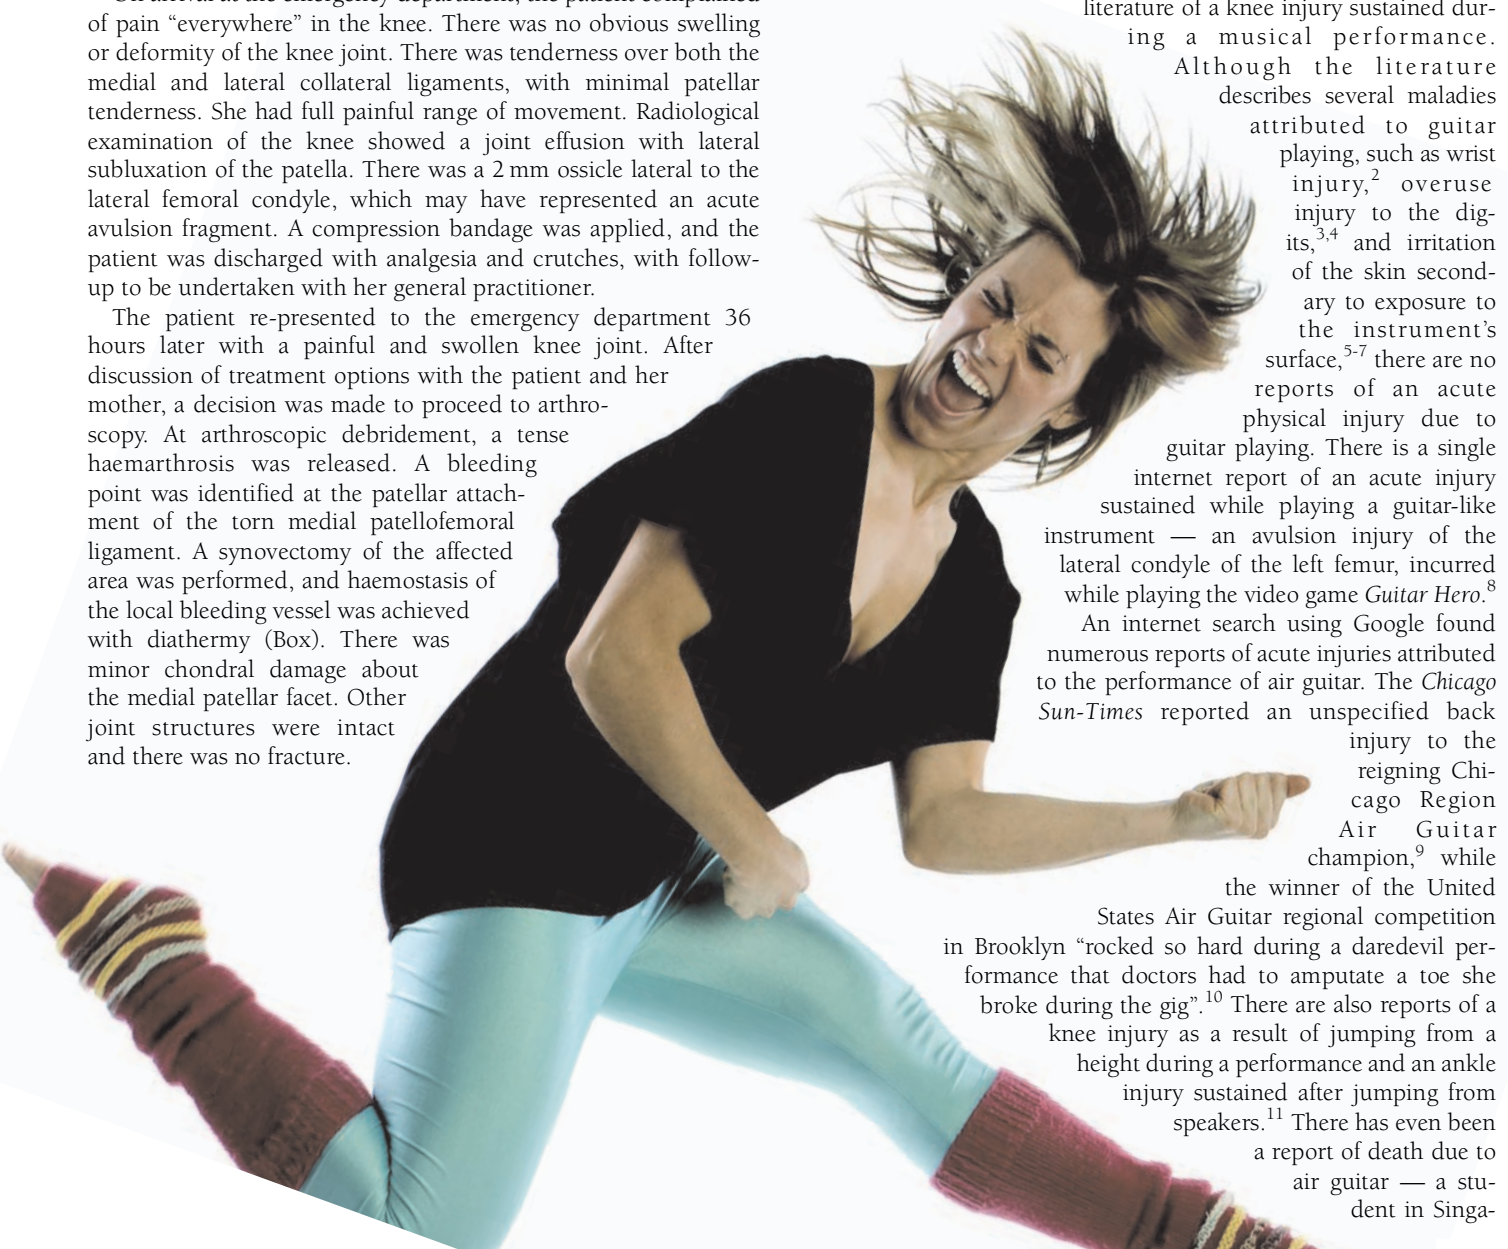 of pain “everywhere” in the knee. There was no obvious swelling
or deformity of the knee joint. There was tenderness over both the
medial and lateral collateral ligaments, with minimal patellar
tenderness. She had full painful range of movement. Radiological
examination of the knee showed a joint effusion with lateral
subluxation of the patella. There was a 2 mm ossicle lateral to the
lateral femoral condyle, which may have represented an acute
avulsion fragment. A compression bandage was applied, and the
patient was discharged with analgesia and crutches, with follow-
up to be undertaken with her general practitioner.
The patient re-presented to the emergency department 36
hours later with a painful and swollen knee joint. After
discussion of treatment options with the patient and her
mother, a decision was made to proceed to arthro-
scopy. At arthroscopic debridement, a tense
haemarthrosis was released. A bleeding
point was identified at the patellar attach-
ment of the torn medial patellofemoral
ligament. A synovectomy of the affected
area was performed, and haemostasis of
the local bleeding vessel was achieved
with diathermy (Box). There was
minor chondral damage about
the medial patellar facet. Other
joint structures were intact
and there was no fracture.
literature of a knee injury sustained dur-
ing a musical performance.
Although the literature
describes several maladies
attributed to guitar
playing, such as wrist
injury,2 overuse
injury to the dig-
its,3,4 and irritation
of the skin second-
ary to exposure to
the instrument’s
surface,5-7 there are no
reports of an acute
physical injury due to
guitar playing. There is a single
internet report of an acute injury
sustained while playing a guitar-like
instrument — an avulsion injury of the
lateral condyle of the left femur, incurred
while playing the video game Guitar Hero.8
An internet search using Google found
numerous reports of acute injuries attributed
to the performance of air guitar. The Chicago
Sun-Times reported an unspecified back
injury to the
reigning Chi-
cago Region
Air Guitar
champion,9 while
the winner of the United
States Air Guitar regional competition
in Brooklyn “rocked so hard during a daredevil per-
formance that doctors had to amputate a toe she
broke during the gig”.10 There are also reports of a
knee injury as a result of jumping from a
height during a performance and an ankle
injury sustained after jumping from
speakers.11 There has even been
a report of death due to
air guitar — a stu-
dent in Singa-